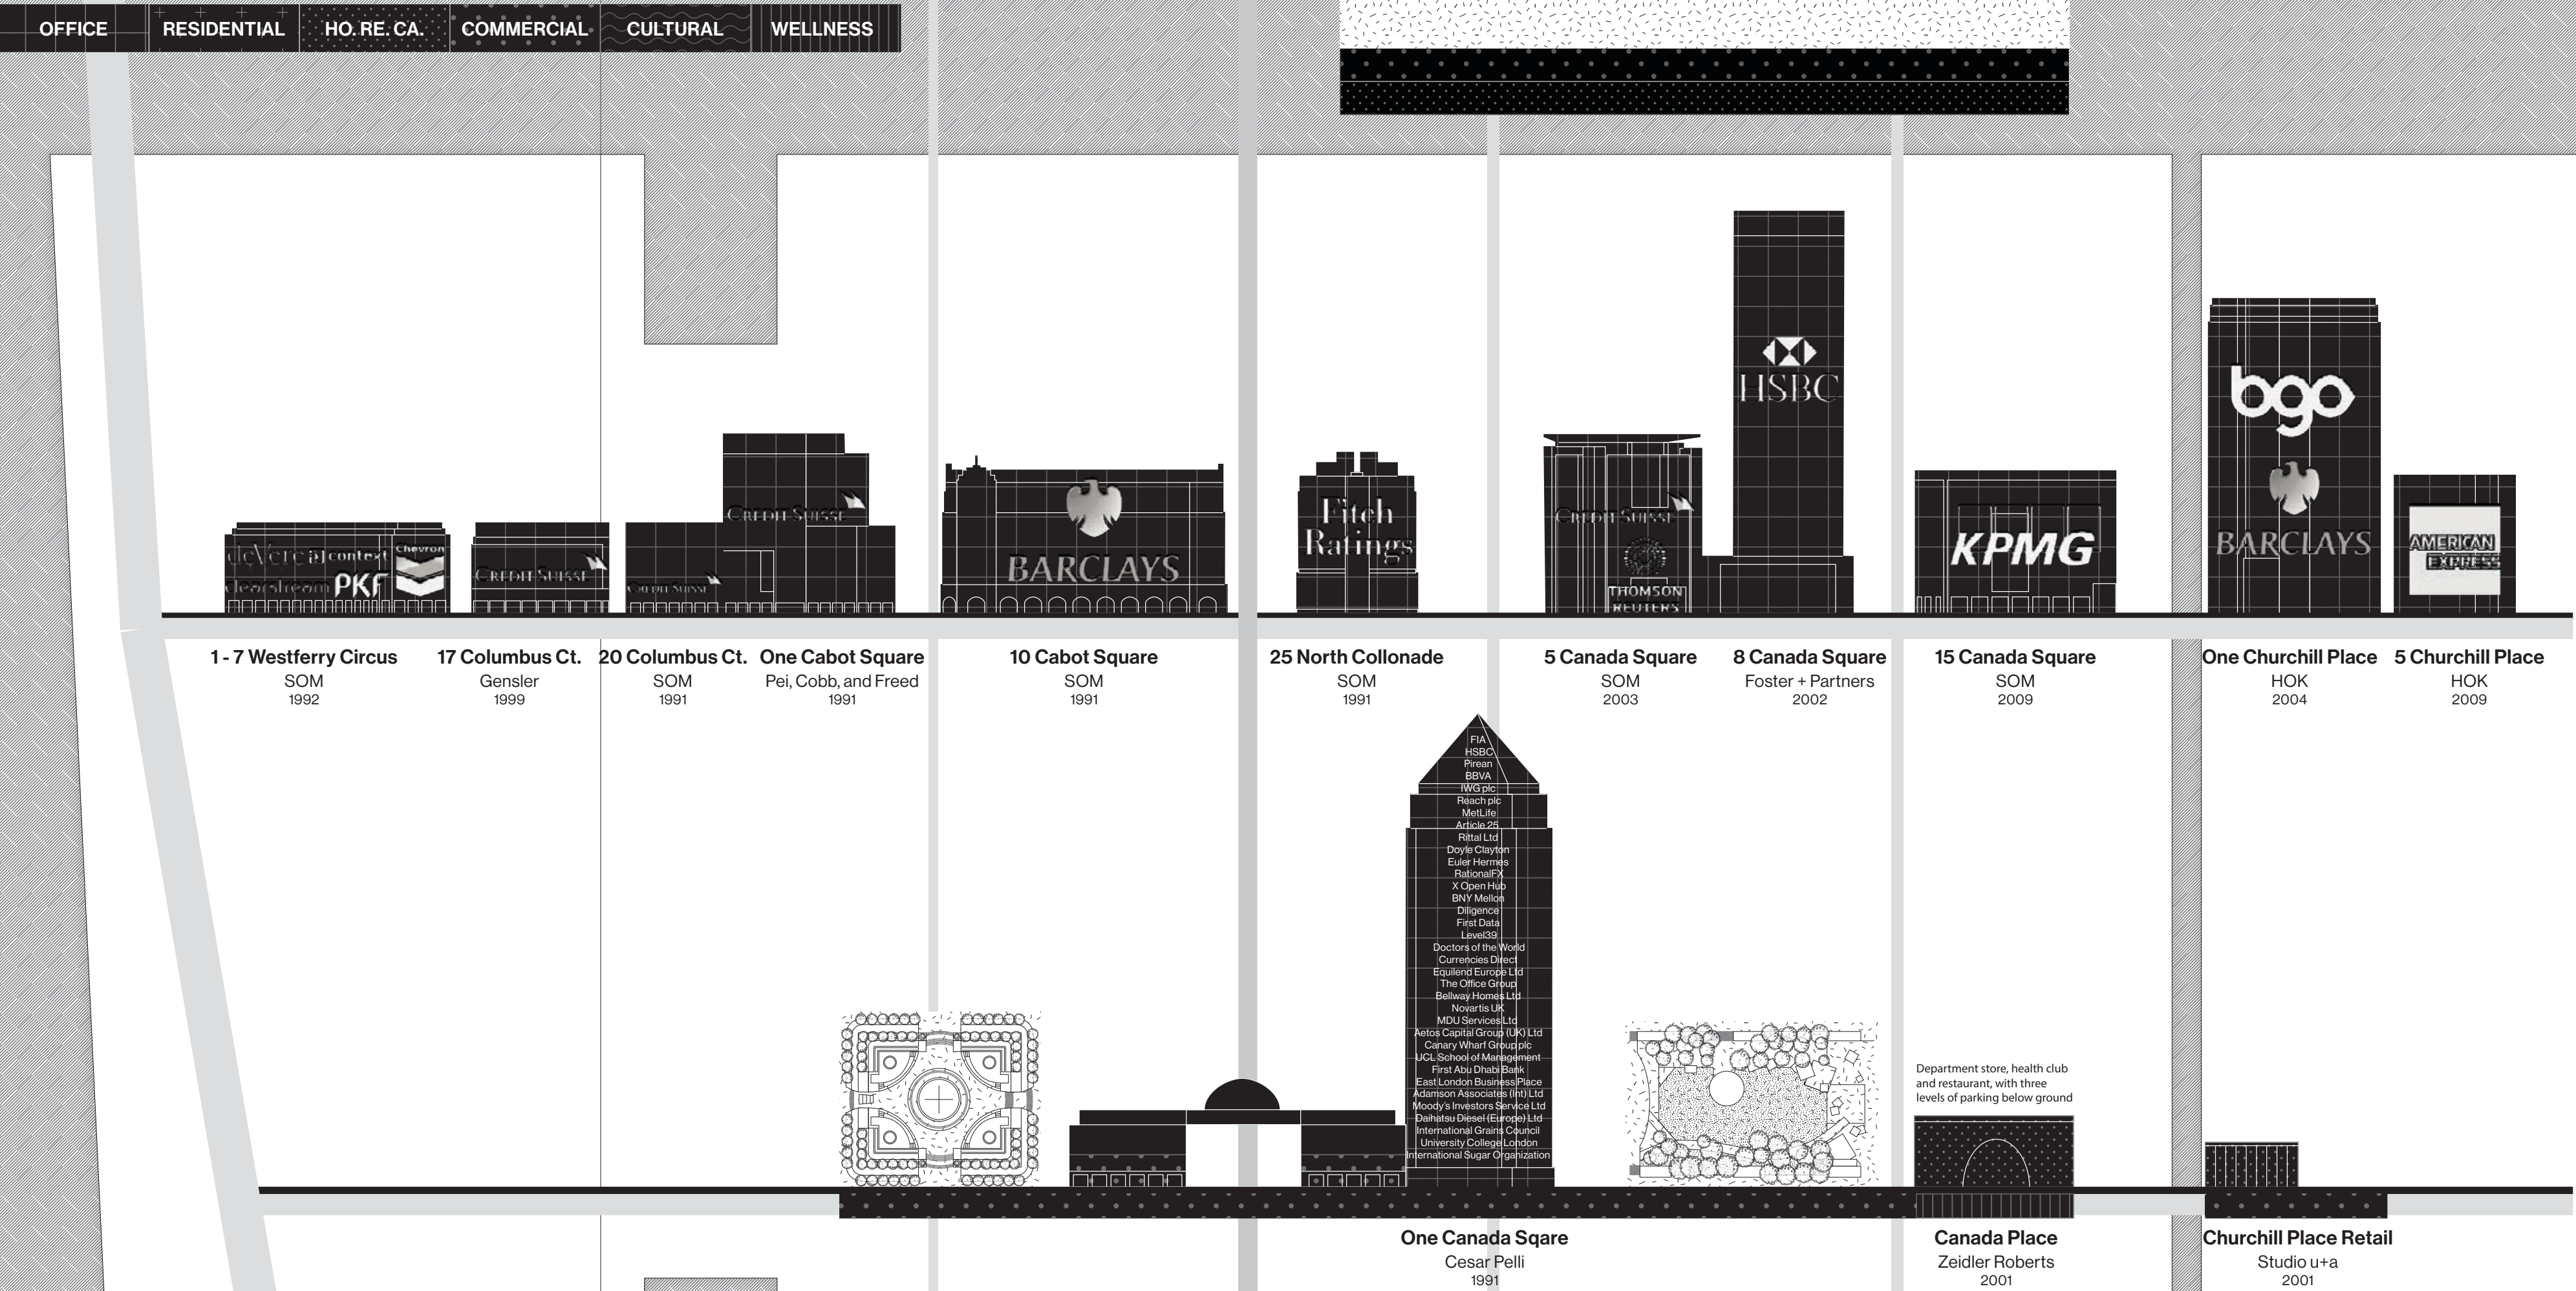 OFFICE RESIDENTIAL HO. RE. CA. COMMERCIAL CULTURAL WELLNESS
deVere
context
Chevron
clearstream
PKF
CREDIT SUISSE
CREDIT SUISSE
CREDIT SUISSE
BARCLAYS
Fitch
Ratings
CREDIT SUISSE
THOMSON
REUTERS
HSBC
KPMG
bgo
BARCLAYS
AMERICAN
EXPRESS
1 - 7 Westferry Circus
SOM
1992
17 Columbus Ct.
Gensler
1999
20 Columbus Ct.
SOM
1991
One Cabot Square
Pei, Cobb, and Freed
1991
10 Cabot Square
SOM
1991
25 North Collonade
SOM
1991
5 Canada Square
SOM
2003
8 Canada Square
Foster + Partners
2002
15 Canada Square
SOM
2009
One Churchill Place
HOK
2004
5 Churchill Place
HOK
2009
FIA
HSBC
Pirean
BBVA
IWG plc
Reach plc
MetLife
Article 25
Rittal Ltd
Doyle Clayton
Euler Hermes
RationalFX
X Open Hub
BNY Mellon
Diligence
First Data
Level39
Doctors of the World
Currencies Direct
Equilend Europe Ltd
The Office Group
Bellway Homes Ltd
Novartis UK
MDU Services Ltd
Aetos Capital Group (UK) Ltd
Canary Wharf Group plc
UCL School of Management
First Abu Dhabi Bank
East London Business Place
Adamson Associates (Int) Ltd
Moody's Investors Service Ltd
Daihatsu Diesel (Europe) Ltd
International Grains Council
University College London
International Sugar Organization
Department store, health club
and restaurant, with three
levels of parking below ground
One Canada Sqare
Cesar Pelli
1991
Canada Place
Zeidler Roberts
2001
Churchill Place Retail
Studio u+a
2001